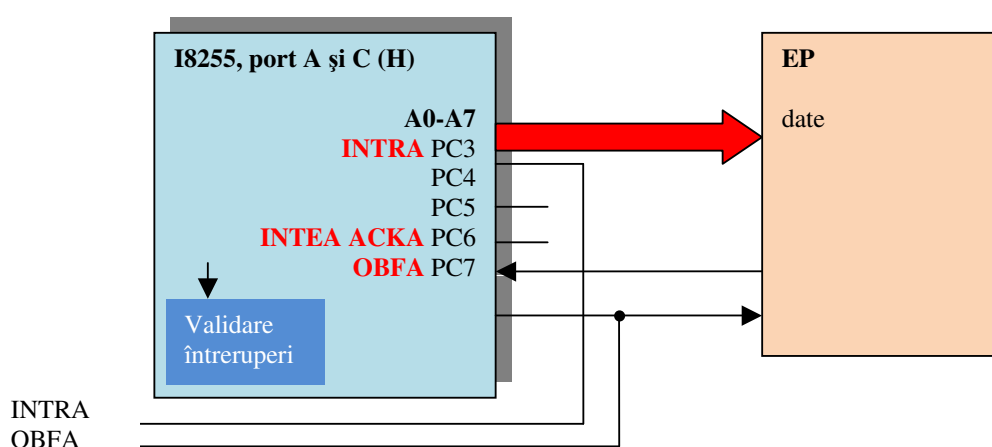 I8255, port A şi C (H)
A0-A7
INTRA PC3
PC4
PC5
INTEA ACKA PC6
OBFA PC7
Validare
întreruperi
EP
date
INTRA
OBFA